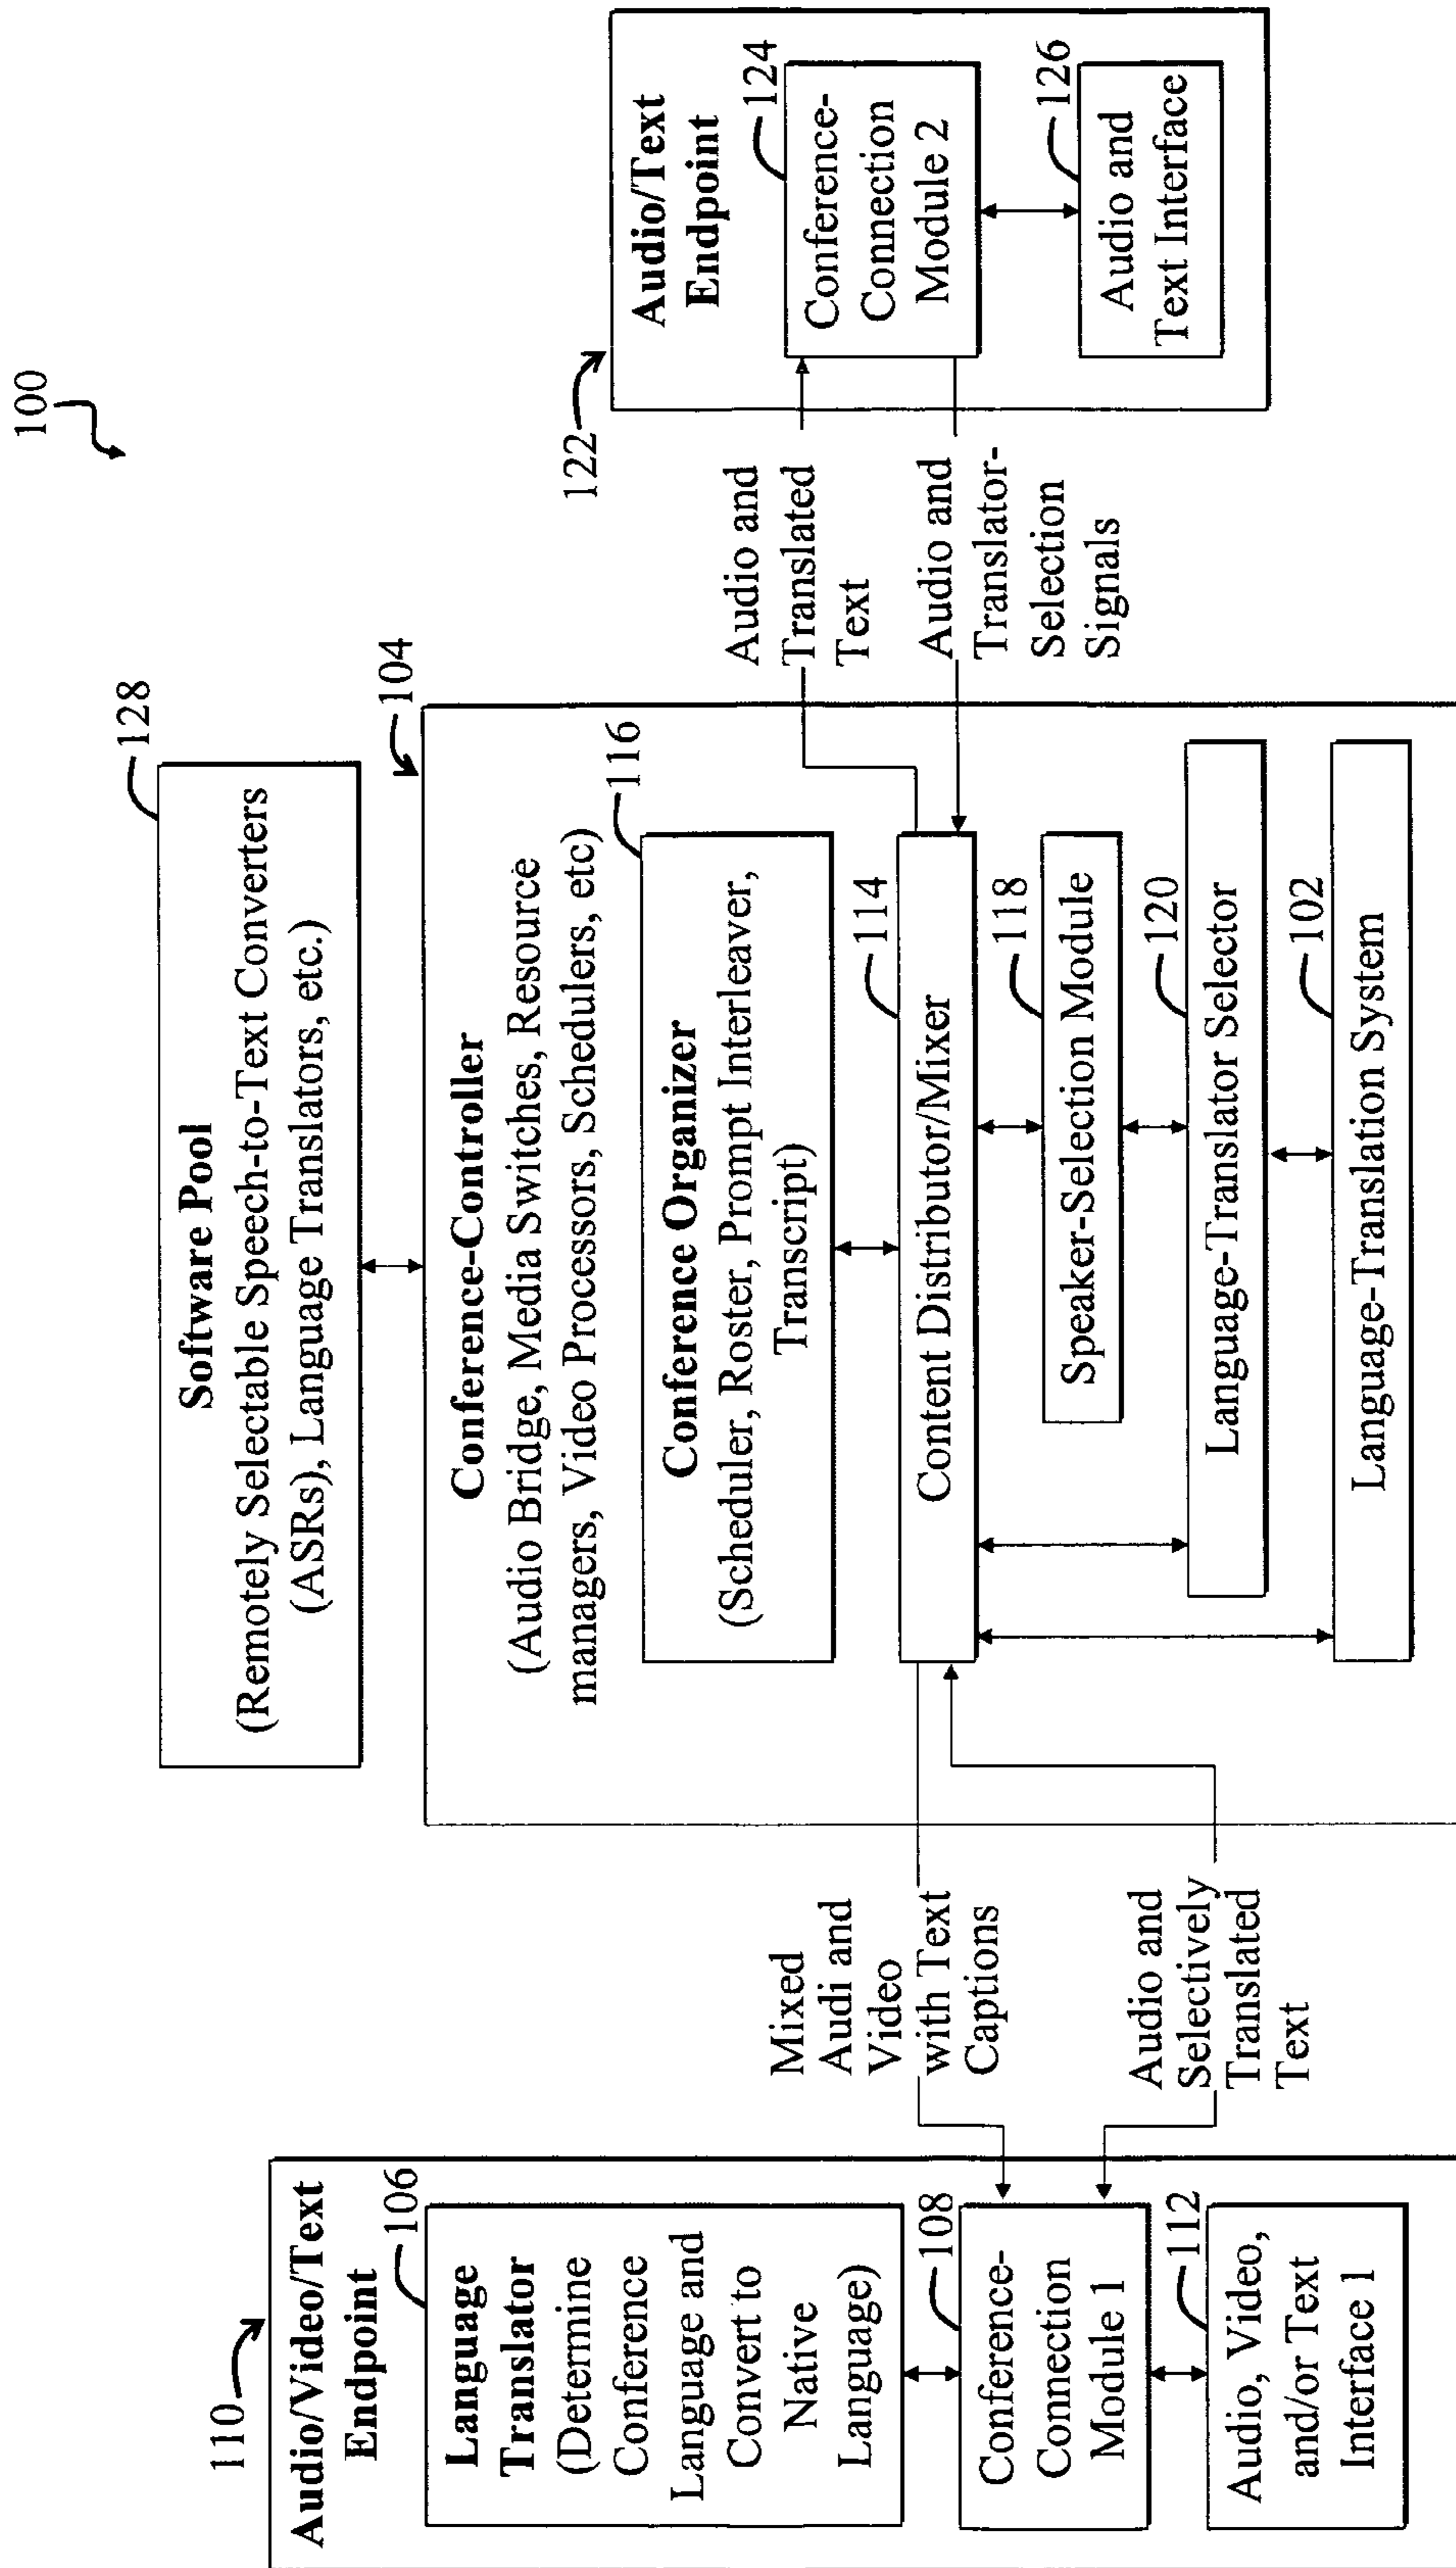 100
Software Pool
(Remotely Selectable Speech-to-Text Converters
(ASRs), Language Translators, etc.)
128
104
Conference-Controller
(Audio Bridge, Media Switches, Resource
managers, Video Processors, Schedulers, etc)
116
Conference Organizer
(Scheduler, Roster, Prompt Interleaver,
Transcript)
114
Content Distributor/Mixer
118
Speaker-Selection Module
120
Language-Translator Selector
102
Language-Translation System
110
Audio/Video/Text
Endpoint
106
Language
Translator
(Determine
Conference
Language and
Convert to
Native
Language)
108
Conference-
Connection
Module 1
112
Audio, Video,
and/or Text
Interface 1
Mixed
Audi and
Video
with Text
Captions
Audio and
Selectively
Translated
Text
Audio and
Translated
Text
Audio and
Translator-
Selection
Signals
122
Audio/Text
Endpoint
124
Conference-
Connection
Module 2
126
Audio and
Text Interface